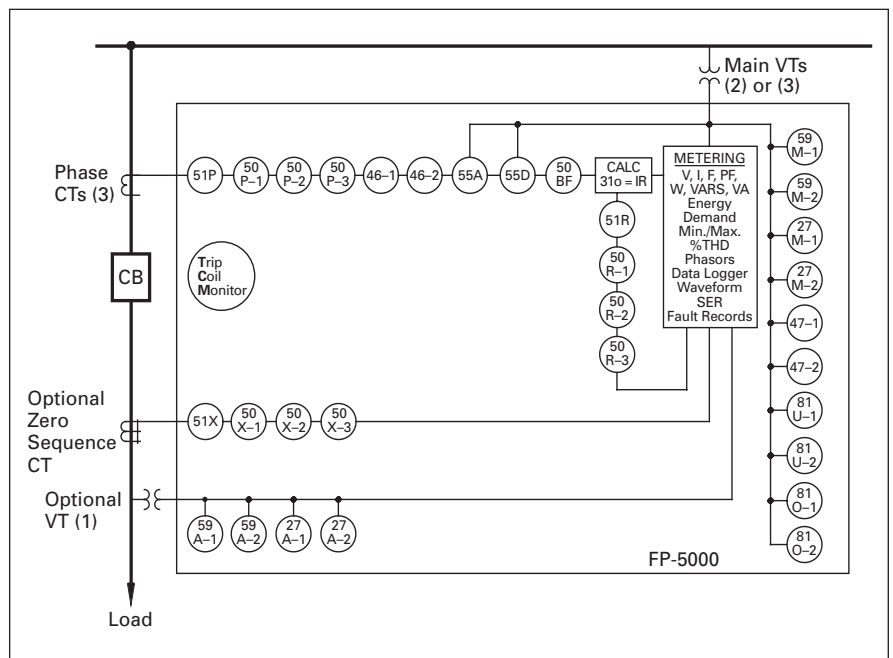 Main VTs
(2) or (3)
Phase
CTs (3)
51P
50
P–1
50
P–2
50
P–3
46–1
46–2
55A
55D
50
BF
CALC
31o = IR
51R
50
R–1
50
R–2
50
R–3
METERING
V, I, F, PF,
W, VARS, VA
Energy
Demand
Min./Max.
%THD
Phasors
Data Logger
Waveform
SER
Fault Records
59
M–1
59
M–2
27
M–1
27
M–2
47–1
47–2
81
U–1
81
U–2
81
O–1
81
O–2
CB
Trip
Coil
Monitor
Optional
Zero
Sequence
CT
51X
50
X–1
50
X–2
50
X–3
Optional
VT (1)
59
A–1
59
A–2
27
A–1
27
A–2
FP-5000
Load